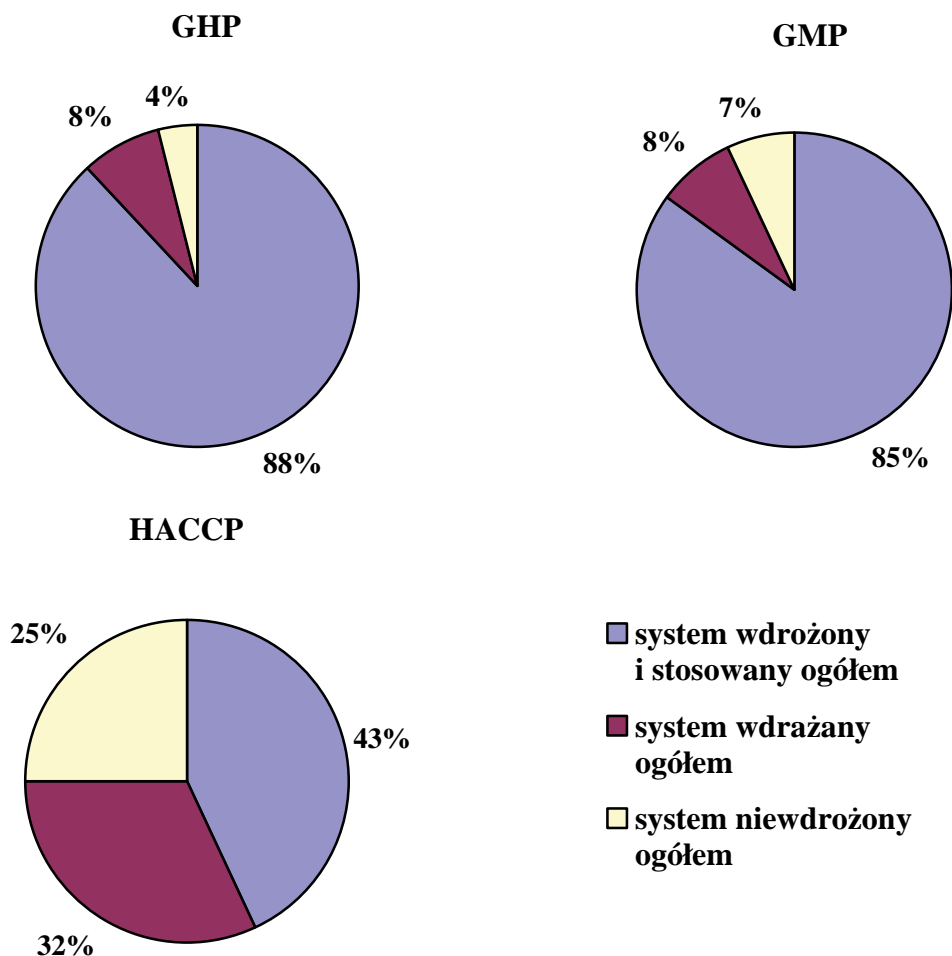 GHP
4%
8%
88%
GMP
7%
8%
85%
HACCP
25%
43%
32%
system wdrożony
i stosowany ogółem
system wdrażany
ogółem
system niewdrożony
ogółem